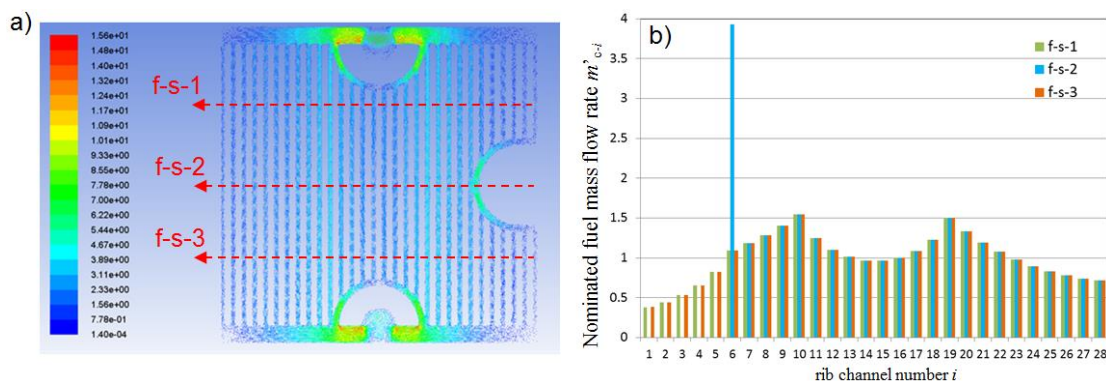 a)
1.56e+01
1.48e+01
1.40e+01
1.32e+01
1.24e+01
1.17e+01
1.09e+01
1.01e+01
9.33e+00
8.56e+00
7.78e+00
7.00e+00
6.22e+00
5.44e+00
4.67e+00
3.89e+00
3.11e+00
2.33e+00
1.55e+00
7.78e-01
1.40e-04
f-s-1
f-s-2
f-s-3
b)
Nominated fuel mass flow rate m'c-i
4
3.5
3
2.5
2
1.5
1
0.5
0
f-s-1
f-s-2
f-s-3
1 2 3 4 5 6 7 8 9 10 11 12 13 14 15 16 17 18 19 20 21 22 23 24 25 26 27 28
rib channel number i